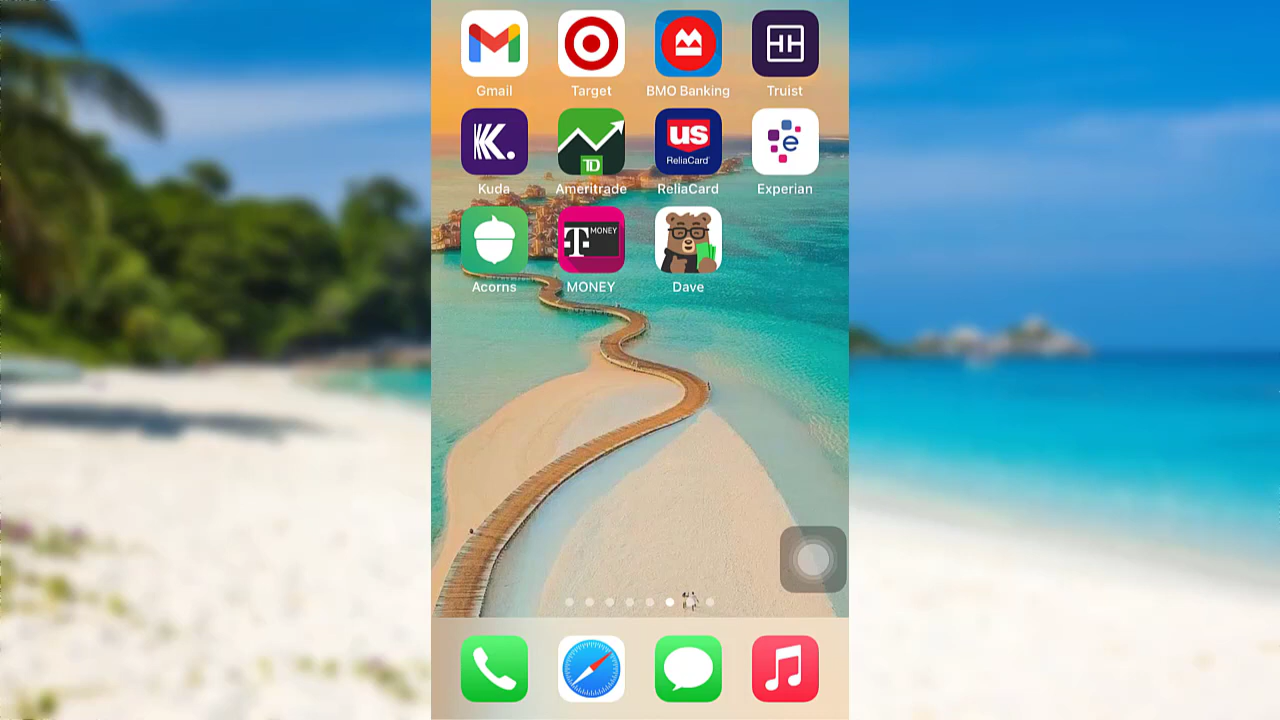 Gmail
Target
BMO Banking
Truist
K.
TD
us
ReliaCard
e
Kuda
Ameritrade
ReliaCard
Experian
T MONEY
Acorns
MONEY
Dave